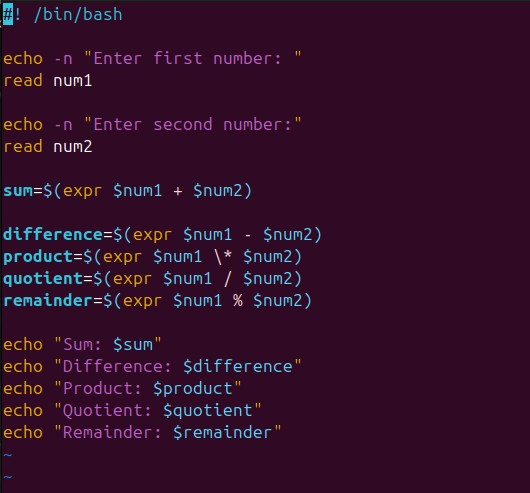 #! /bin/bash

echo -n "Enter first number: "
read num1

echo -n "Enter second number:"
read num2

sum=$(expr $num1 + $num2)

difference=$(expr $num1 - $num2)
product=$(expr $num1 \* $num2)
quotient=$(expr $num1 / $num2)
remainder=$(expr $num1 % $num2)

echo "Sum: $sum"
echo "Difference: $difference"
echo "Product: $product"
echo "Quotient: $quotient"
echo "Remainder: $remainder"
~
~